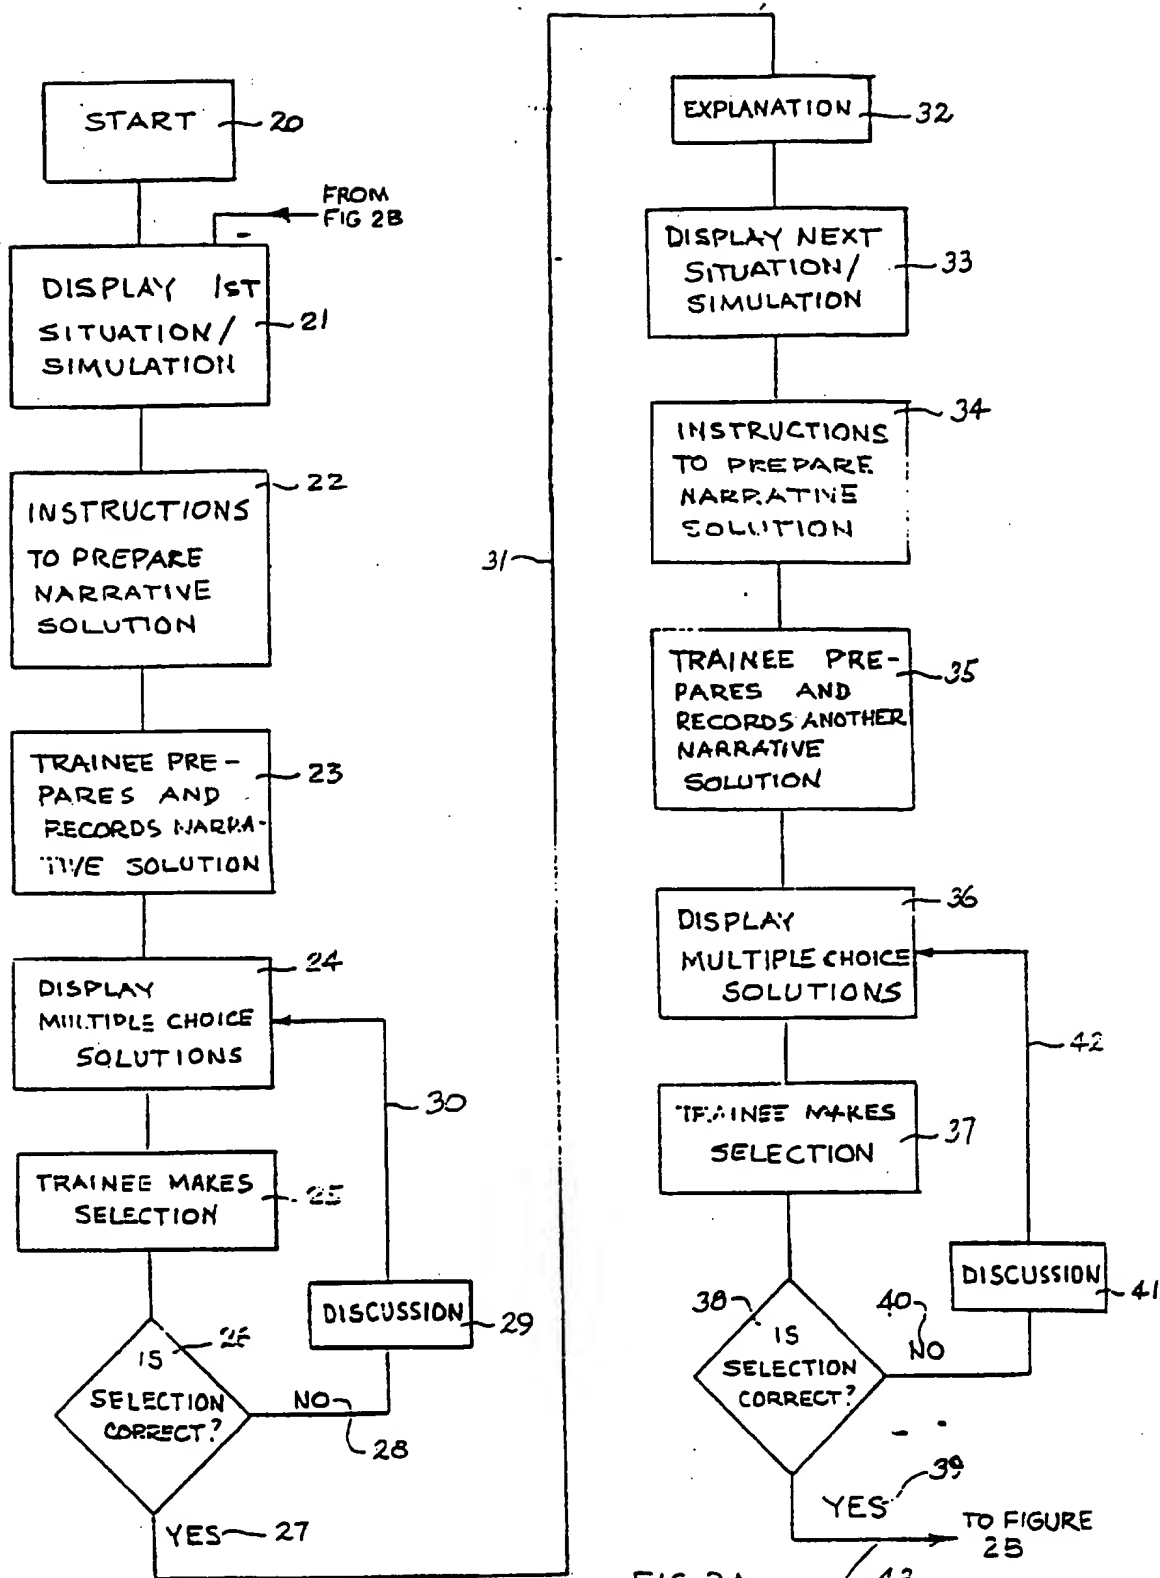 START
20
FROM
FIG 2B
DISPLAY 1ST
SITUATION/
SIMULATION
21
INSTRUCTIONS
TO PREPARE
NARRATIVE
SOLUTION
22
TRAINEE PRE-
PARES AND
RECORDS NARRA-
TIVE SOLUTION
23
DISPLAY
MULTIPLE CHOICE
SOLUTIONS
24
30
TRAINEE MAKES
SELECTION
25
DISCUSSION
29
IS
SELECTION
CORRECT?
26
NO
28
YES
27
31
EXPLANATION
32
DISPLAY NEXT
SITUATION/
SIMULATION
33
INSTRUCTIONS
TO PREPARE
NARRATIVE
SOLUTION
34
TRAINEE PRE-
PARES AND
RECORDS ANOTHER
NARRATIVE
SOLUTION
35
DISPLAY
MULTIPLE CHOICE
SOLUTIONS
36
42
TRAINEE MAKES
SELECTION
37
DISCUSSION
41
38
IS
SELECTION
CORRECT?
40
NO
39
YES
TO FIGURE
2B
43